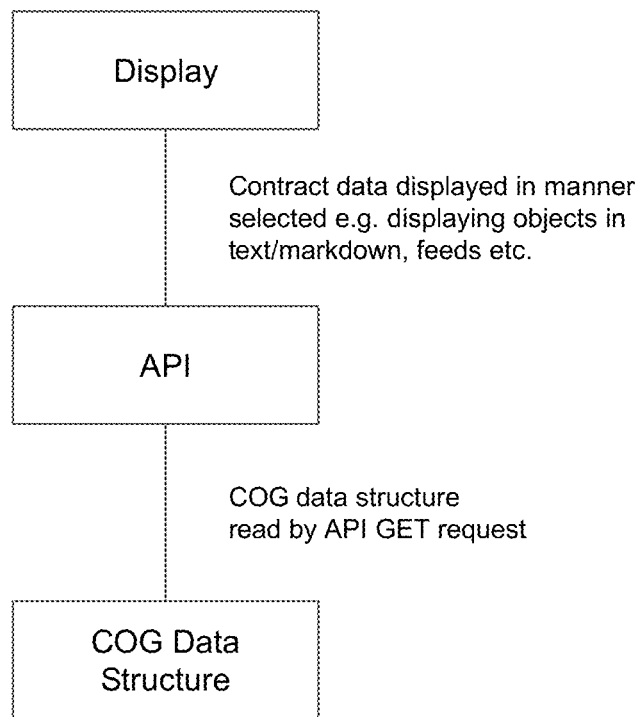 Display
Contract data displayed in manner
selected e.g. displaying objects in
text/markdown, feeds etc.
API
COG data structure
read by API GET request
COG Data
Structure